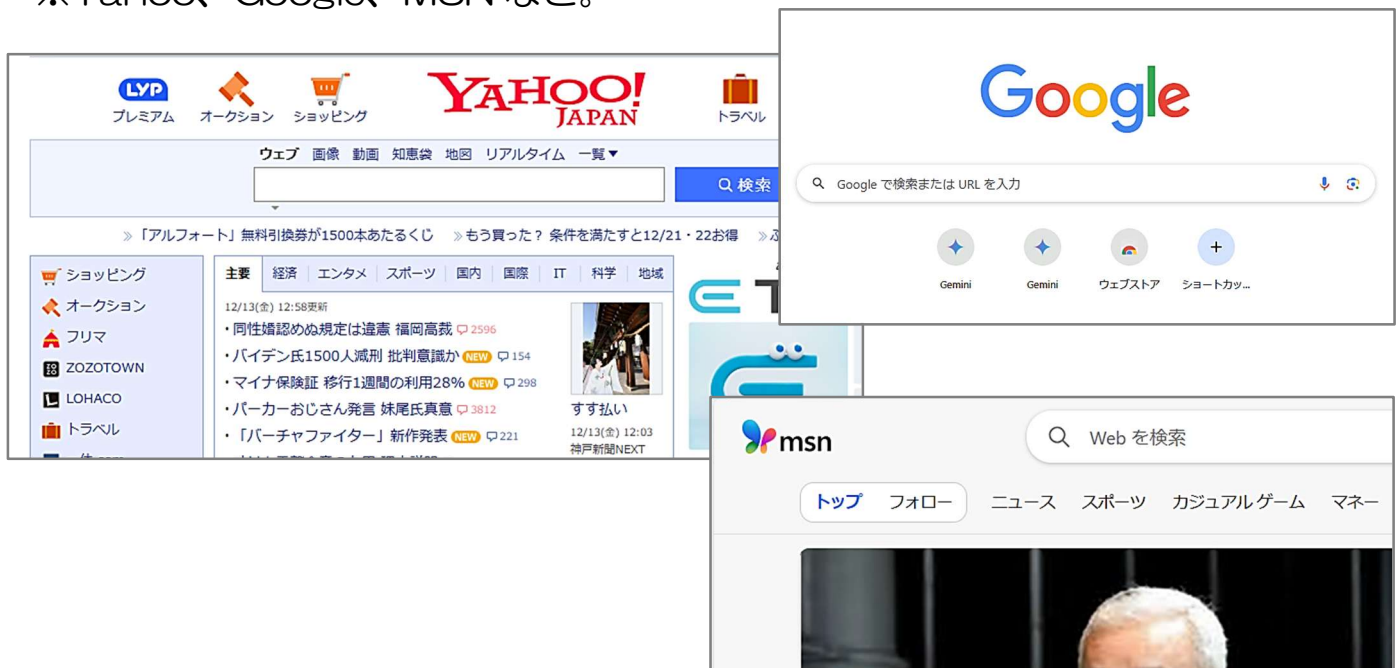 ※Yahoo、Google、MSN など。
LYP
プレミアム オークション ショッピング
YAHOO!
JAPAN
トラベル
ウェブ 画像 動画 知恵袋 地図 リアルタイム 一覧▼
検索
≫「アルフォート」無料引換券が1500本あたるくじ ≫もう買った？ 条件を満たすと12/21・22お得 ≫
ショッピング
オークション
フリマ
ZOZOTOWN
LOHACO
トラベル
主要 経済 エンタメ スポーツ 国内 国際 IT 科学 地域
12/13(金) 12:58更新
・同性婚認めぬ規定は違憲 福岡高裁 2596
・バイデン氏1500人減刑 批判意識か NEW 154
・マイナ保険証 移行1週間の利用28% NEW 298
・パーカーおじさん発言 妹尾氏真意 3812
・「バーチャファイター」新作発表 NEW 221
すす払い
12/13(金) 12:03
神戸新聞NEXT
Google
Google で検索または URL を入力
Gemini Gemini ウェブストア ショートカッ...
msn
Web を検索
トップ フォロー ニュース スポーツ カジュアル ゲーム マネー